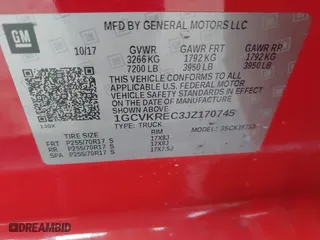 GM
MFD BY GENERAL MOTORS LLC
10/17 GVWR GAWR FRT GAWR RR
3266 KG 1792 KG 1792 KG
7200 LB 3950 LB 3950 LB
THIS VEHICLE CONFORMS TO ALL
APPLICABLE U.S. FEDERAL MOTOR
VEHICLE SAFETY STANDARDS IN EFFECT ON
THE DATE OF MANUFACTURE SHOWN ABOVE.
1GCVKREC3JZ170745
TYPE: TRUCK MODEL:
TIRE SIZE RIM
FRT P255/70R17 S 17X8J
RR P255/70R17 S 17X8J
SPA P255/70R17 S 17X7.5J